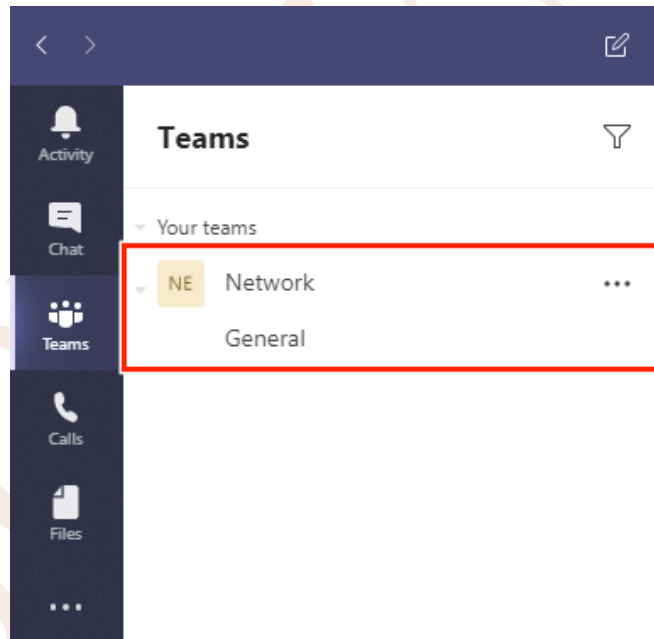 Activity
Teams
Chat
Your teams
NE Network
General
Teams
Calls
Files